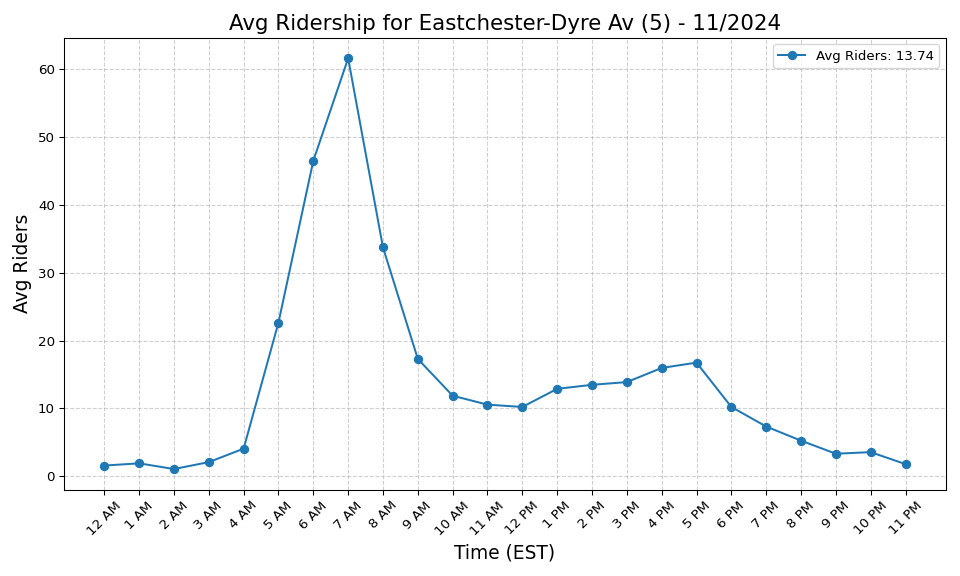 Avg Ridership for Eastchester-Dyre Av (5) - 11/2024
Avg Riders: 13.74
Avg Riders
60
50
40
30
20
10
0
12 AM
1 AM
2 AM
3 AM
4 AM
5 AM
6 AM
7 AM
8 AM
9 AM
10 AM
11 AM
12 PM
1 PM
2 PM
3 PM
4 PM
5 PM
6 PM
7 PM
8 PM
9 PM
10 PM
11 PM
Time (EST)